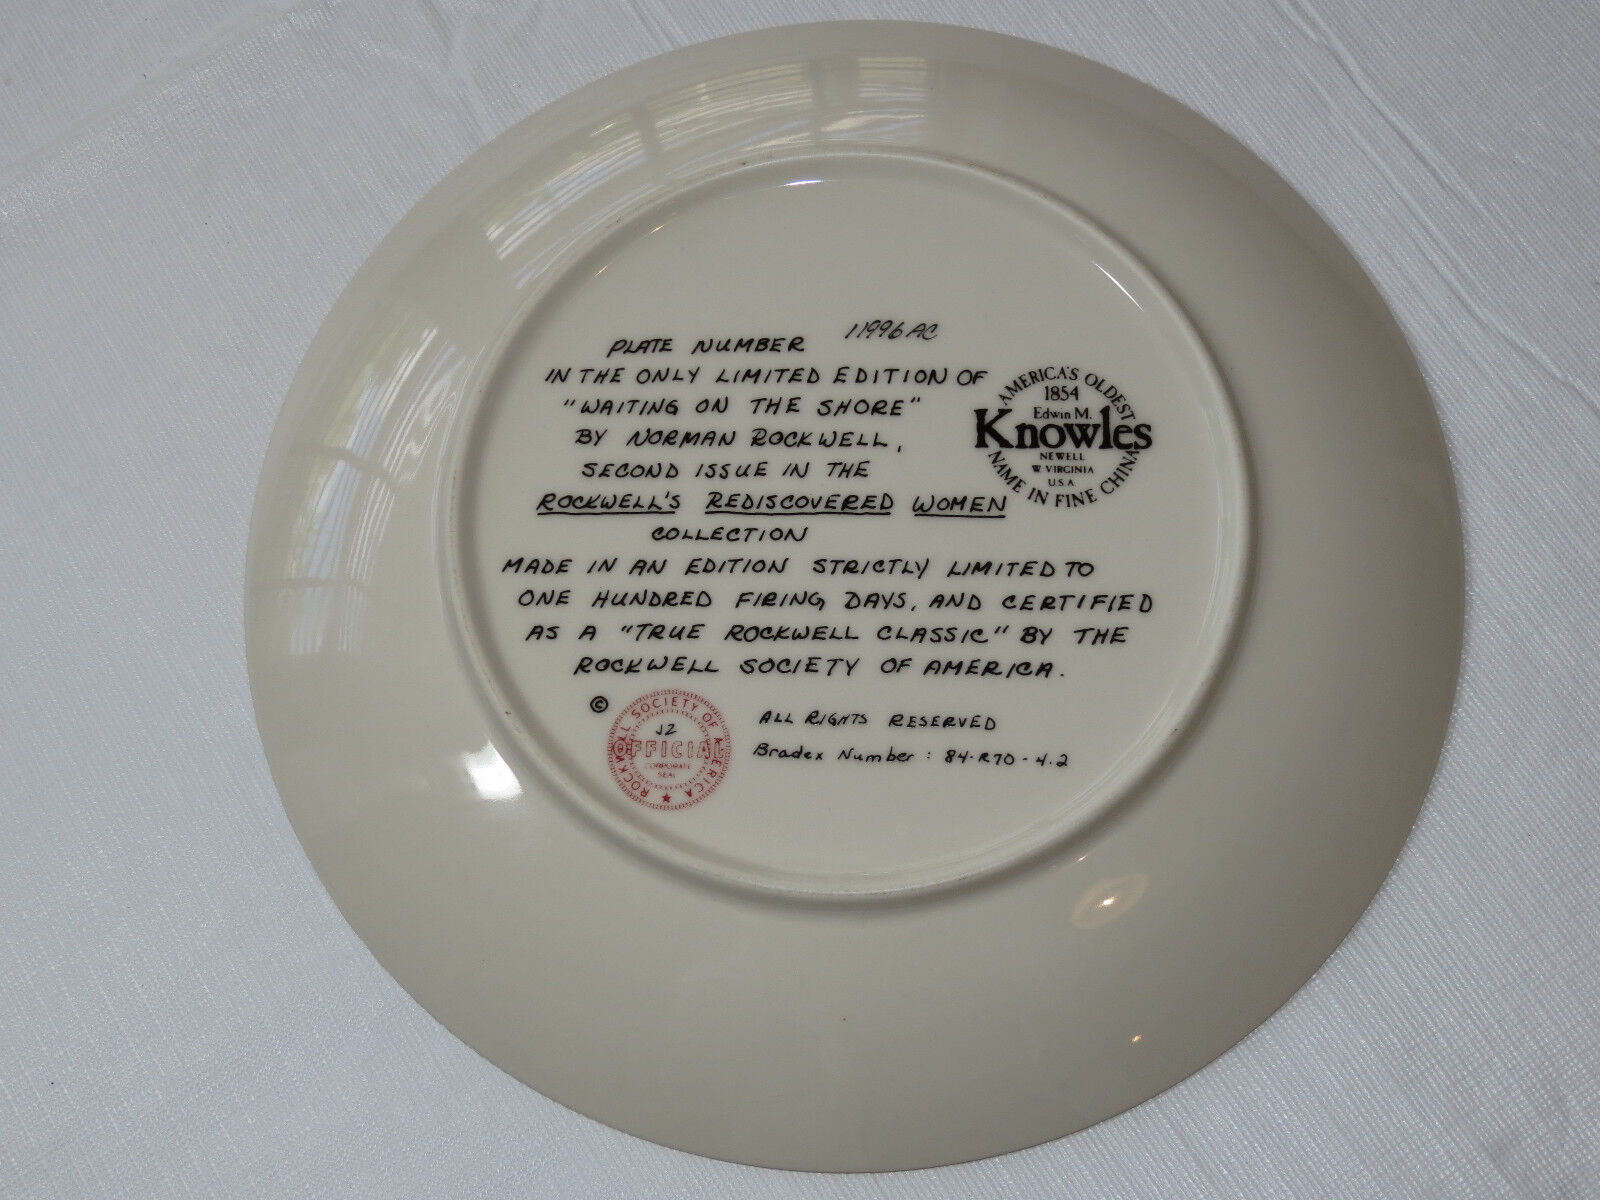 PLATE NUMBER 11996 AC
IN THE ONLY LIMITED EDITION OF
"WAITING ON THE SHORE"
BY NORMAN ROCKWELL,
SECOND ISSUE IN THE
ROCKWELL'S REDISCOVERED WOMEN
COLLECTION
MADE IN AN EDITION STRICTLY LIMITED TO
ONE HUNDRED FIRING DAYS, AND CERTIFIED
AS A "TRUE ROCKWELL CLASSIC" BY THE
ROCKWELL SOCIETY OF AMERICA.
AMERICA'S OLDEST
1854
Edwin M.
Knowles
NEWELL
W VIRGINIA
U.S.A
NAME IN FINE CHINA
©
ROCKWELL SOCIETY OF AMERICA
J2
OFFICIAL
CORPORATE
SEAL
★
ALL RIGHTS RESERVED
Bradex Number: 84-R70-4.2